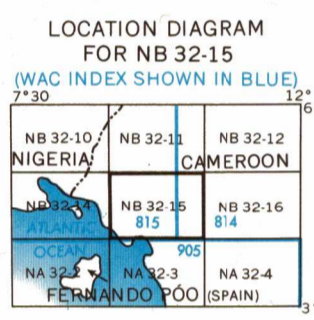 LOCATION DIAGRAM
FOR NB 32-15
(WAC INDEX SHOWN IN BLUE)
7°30 12°
6
NB 32-10 NB 32-11 NB 32-12
NIGERIA CAMEROON
NB 32-14 NB 32-15 NB 32-16
815 814
ATLANTIC
OCEAN 905
NA 32-2 NA 32-3 NA 32-4
FERNANDO PÓO (SPAIN)
3